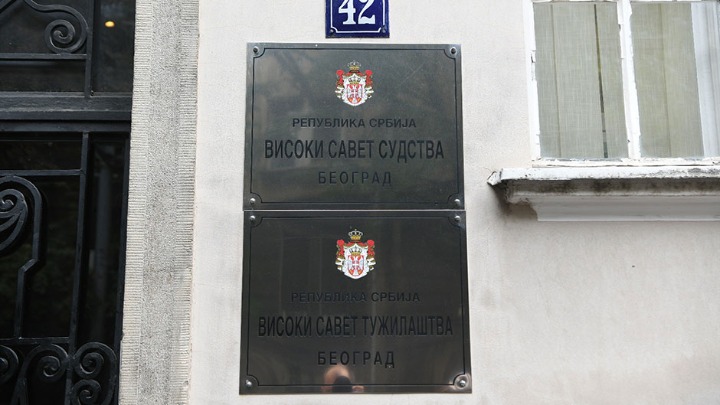 42
РЕПУБЛИКА СРБИЈА
ВИСОКИ САВЕТ СУДСТВА
БЕОГРАД
РЕПУБЛИКА СРБИЈА
ВИСОКИ САВЕТ ТУЖИЛАШТВА
БЕОГРАД